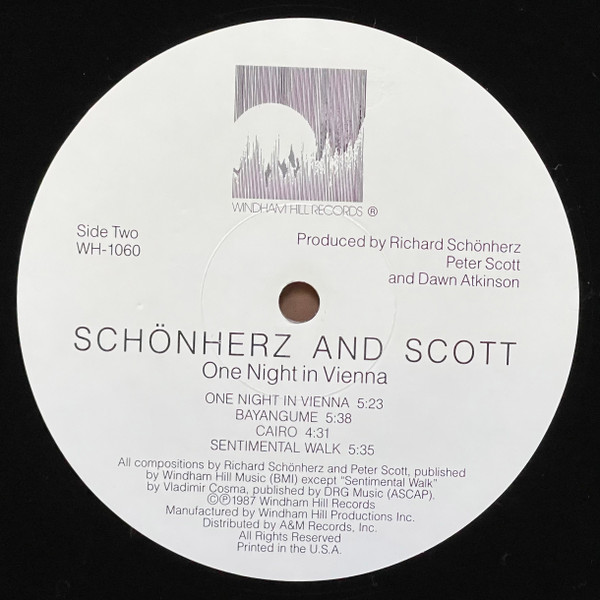 WINDHAM HILL RECORDS ®
Side Two
WH-1060
Produced by Richard Schönherz
Peter Scott
and Dawn Atkinson
SCHÖNHERZ AND SCOTT
One Night in Vienna
ONE NIGHT IN VIENNA 5:23
BAYANGUME 5:38
CAIRO 4:31
SENTIMENTAL WALK 5:35
All compositions by Richard Schönherz and Peter Scott, published
by Windham Hill Music (BMI) except "Sentimental Walk"
by Vladimir Cosma, published by DRG Music (ASCAP).
©℗1987 Windham Hill Records
Manufactured by Windham Hill Productions Inc.
Distributed by A&M Records, Inc.
All Rights Reserved
Printed in the U.S.A.